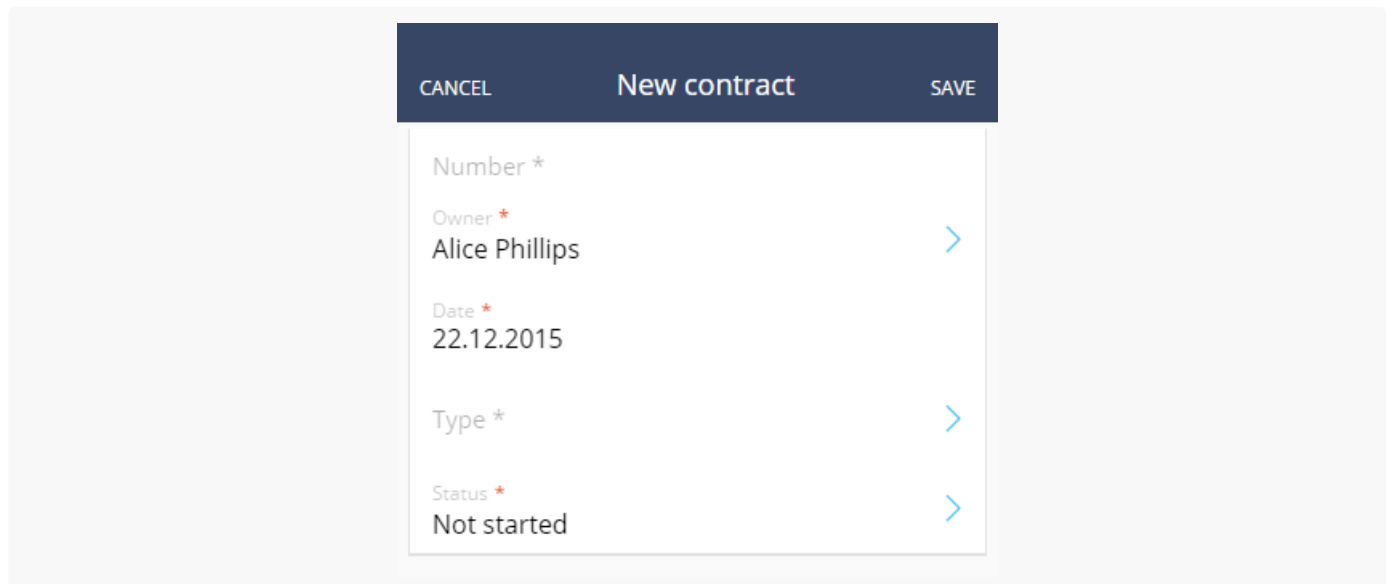 CANCEL New contract SAVE
Number *
Owner *
Alice Phillips
Date *
22.12.2015
Type *
Status *
Not started